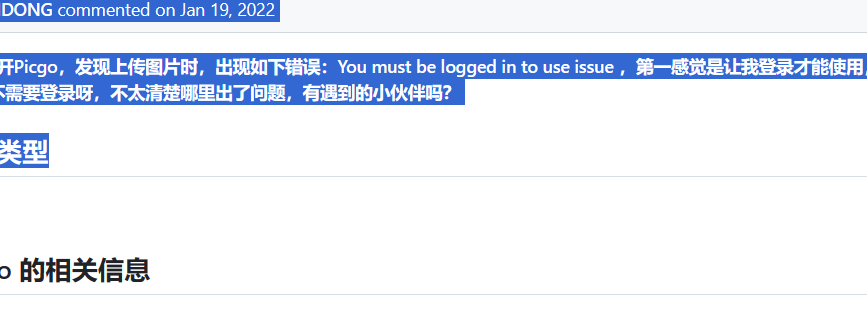 DONG commented on Jan 19, 2022
开Picgo，发现上传图片时，出现如下错误：You must be logged in to use issue ，第一感觉是让我登录才能使用，
不需要登录呀，不太清楚哪里出了问题，有遇到的小伙伴吗？
类型
o 的相关信息